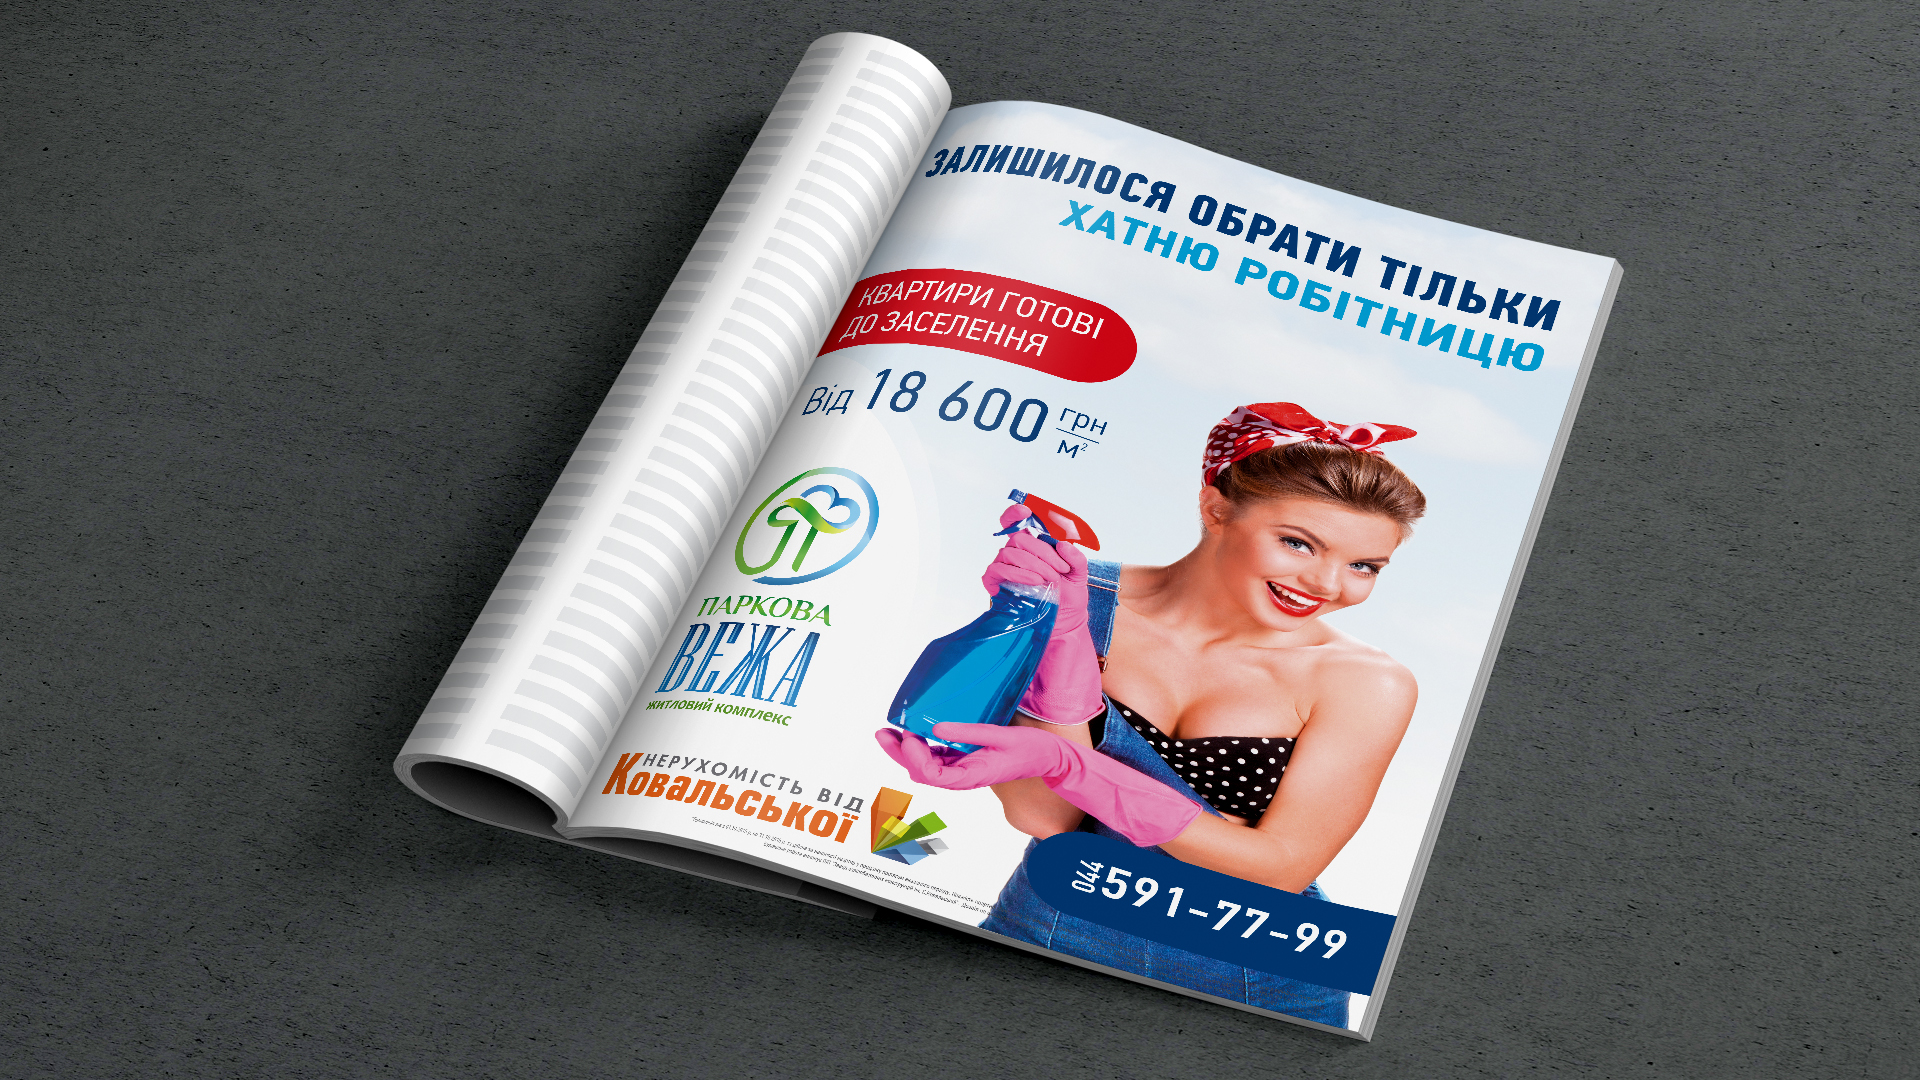 ЗАЛИШИЛОСЯ ОБРАТИ ТІЛЬКИ
ХАТНЮ РОБІТНИЦЮ
КВАРТИРИ ГОТОВІ
ДО ЗАСЕЛЕННЯ
Від 18 600 грн
м²
ПАРКОВА
ВЕЖА
житловий комплекс
НЕРУХОМІСТЬ ВІД
Ковальської
044 591-77-99